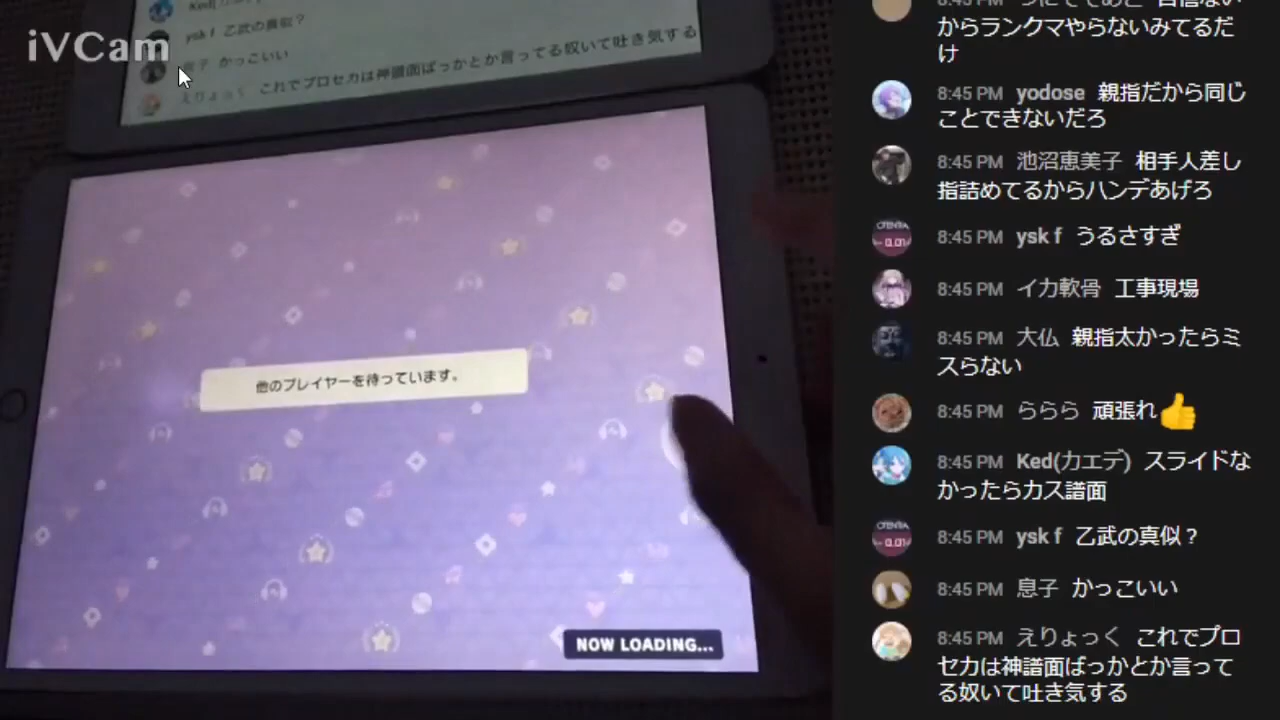 iVCam
ysk f 乙武の真似？
息子 かっこいい
えりょっく これでプロセカは神譜面ばっかとか言ってる奴いて吐き気する
他のプレイヤーを待っています。
NOW LOADING...
からランクマやらないみてるだ
け
8:45 PM yodose 親指だから同じ
ことできないだろ
8:45 PM 池沼恵美子 相手人差し
指詰めてるからハンデあげろ
8:45 PM ysk f うるさすぎ
8:45 PM イカ軟骨 工事現場
8:45 PM 大仏 親指太かったらミ
スらない
8:45 PM ららら 頑張れ👍
8:45 PM Ked(カエデ) スライドな
かったらカス譜面
8:45 PM ysk f 乙武の真似？
8:45 PM 息子 かっこいい
8:45 PM えりょっく これでプロ
セカは神譜面ばっかとか言って
る奴いて吐き気する